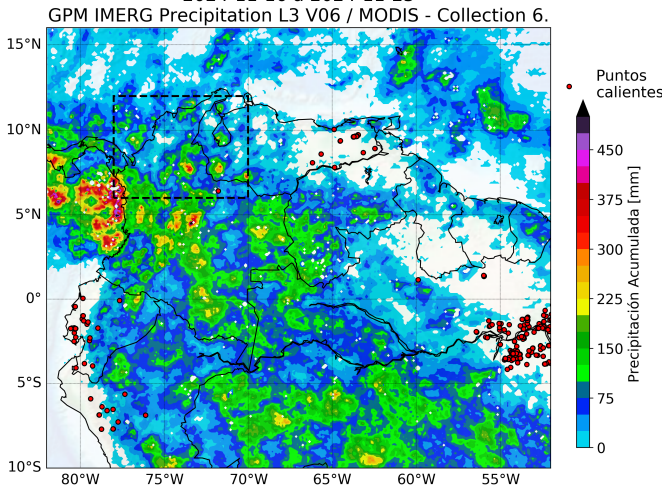 GPM IMERG Precipitation L3 V06 / MODIS - Collection 6.
15°N
10°N
5°N
0°
5°S
10°S
80°W
75°W
70°W
65°W
60°W
55°W
Puntos
calientes
450
375
300
225
150
75
0
Precipitación Acumulada [mm]